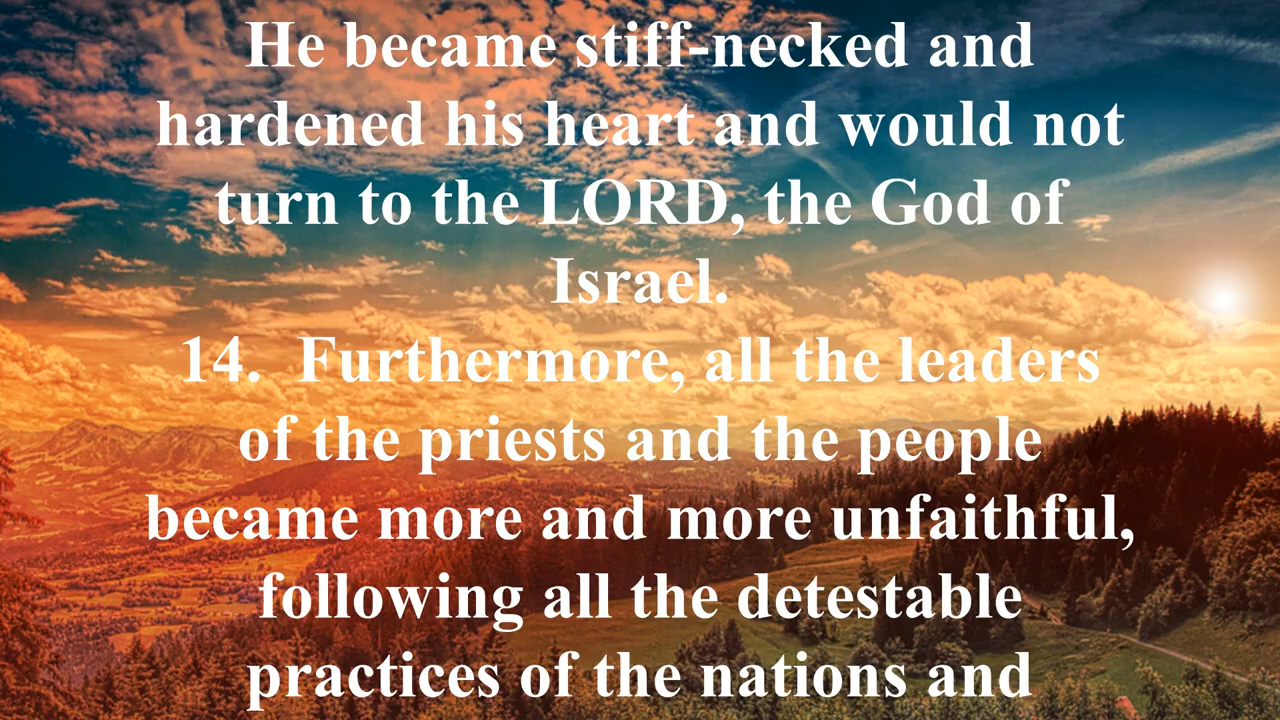 He became stiff-necked and
hardened his heart and would not
turn to the LORD, the God of
Israel.
14.  Furthermore, all the leaders
of the priests and the people
became more and more unfaithful,
following all the detestable
practices of the nations and